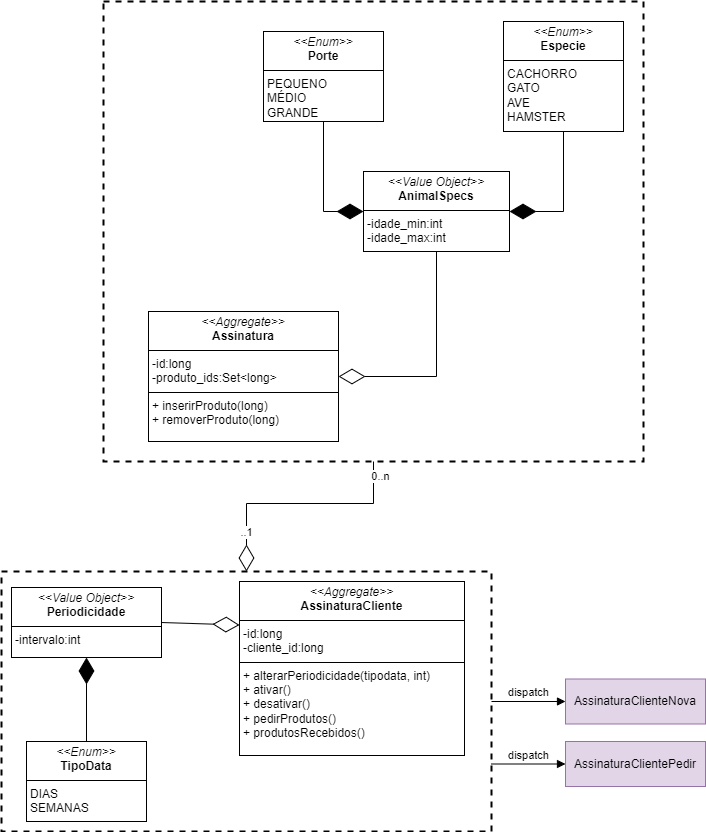 <<Enum>>
Porte
PEQUENO
MÉDIO
GRANDE
<<Enum>>
Especie
CACHORRO
GATO
AVE
HAMSTER
<<Value Object>>
AnimalSpecs
-idade_min:int
-idade_max:int
<<Aggregate>>
Assinatura
-id:long
-produto_ids:Set<long>
+ inserirProduto(long)
+ removerProduto(long)
0..n
..1
<<Value Object>>
Periodicidade
-intervalo:int
<<Aggregate>>
AssinaturaCliente
-id:long
-cliente_id:long
+ alterarPeriodicidade(tipodata, int)
+ ativar()
+ desativar()
+ pedirProdutos()
+ produtosRecebidos()
<<Enum>>
TipoData
DIAS
SEMANAS
dispatch
AssinaturaClienteNova
dispatch
AssinaturaClientePedir